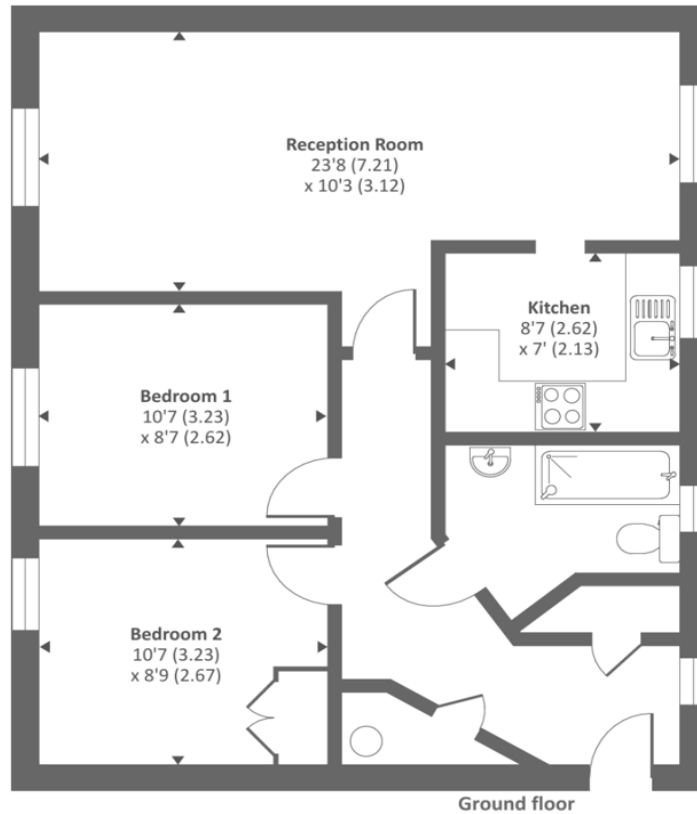 Reception Room
23'8 (7.21)
x 10'3 (3.12)
Kitchen
8'7 (2.62)
x 7' (2.13)
Bedroom 1
10'7 (3.23)
x 8'7 (2.62)
Bedroom 2
10'7 (3.23)
x 8'9 (2.67)
Ground floor